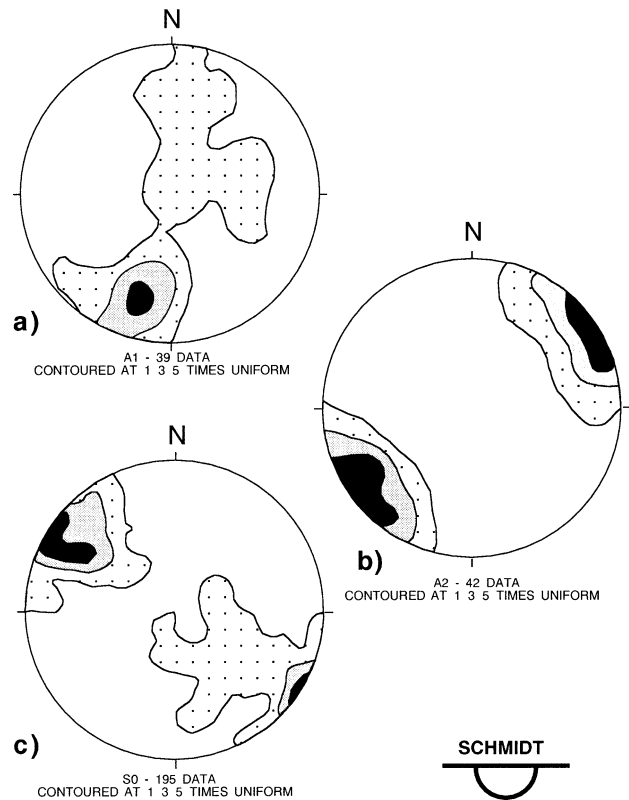 N
a)
A1 - 39 DATA
CONTOURED AT 1 3 5 TIMES UNIFORM
N
b)
A2 - 42 DATA
CONTOURED AT 1 3 5 TIMES UNIFORM
N
c)
S0 - 195 DATA
CONTOURED AT 1 3 5 TIMES UNIFORM
SCHMIDT